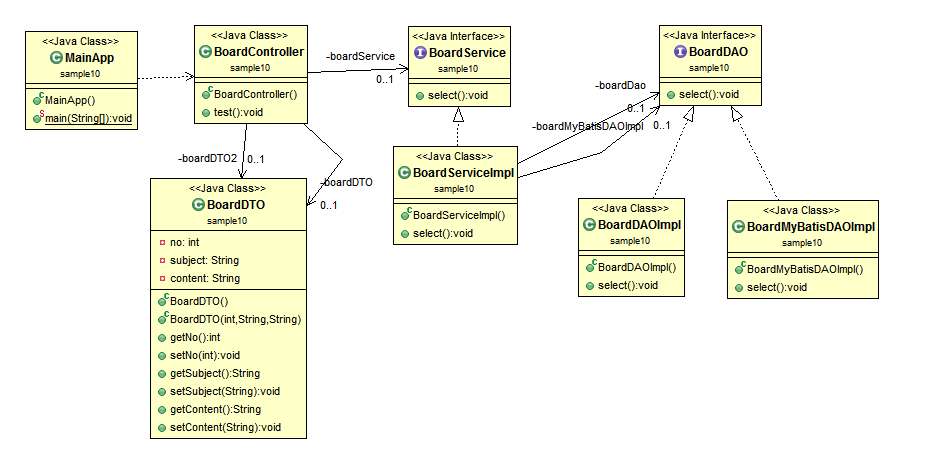 <<Java Class>>
MainApp
sample10
MainApp()
main(String[]):void
<<Java Class>>
BoardController
sample10
BoardController()
test():void
-boardService
0..1
<<Java Interface>>
BoardService
sample10
select():void
<<Java Interface>>
BoardDAO
sample10
select():void
-boardDao
0..1
-boardMyBatisDAOImpl
0..1
-boardDTO2
0..1
-boardDTO
0..1
<<Java Class>>
BoardDTO
sample10
no: int
subject: String
content: String
BoardDTO()
BoardDTO(int,String,String)
getNo():int
setNo(int):void
getSubject():String
setSubject(String):void
getContent():String
setContent(String):void
<<Java Class>>
BoardServiceImpl
sample10
BoardServiceImpl()
select():void
<<Java Class>>
BoardDAOImpl
sample10
BoardDAOImpl()
select():void
<<Java Class>>
BoardMyBatisDAOImpl
sample10
BoardMyBatisDAOImpl()
select():void